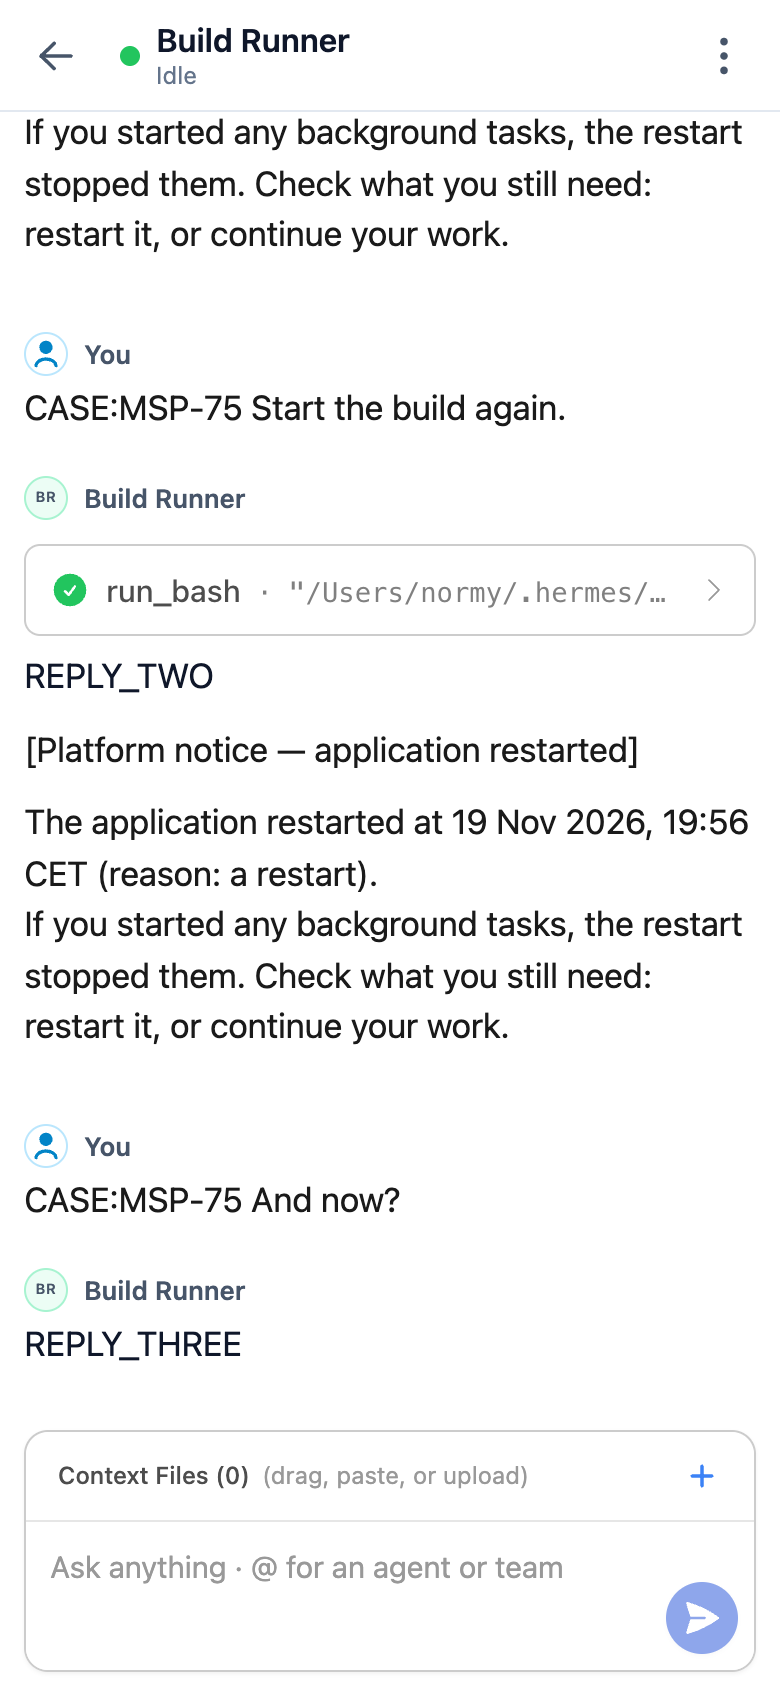 Build Runner
Idle
If you started any background tasks, the restart
stopped them. Check what you still need:
restart it, or continue your work.
You
CASE:MSP-75 Start the build again.
BR Build Runner
run_bash · "/Users/normy/.hermes/…
REPLY_TWO
[Platform notice — application restarted]
The application restarted at 19 Nov 2026, 19:56
CET (reason: a restart).
If you started any background tasks, the restart
stopped them. Check what you still need:
restart it, or continue your work.
You
CASE:MSP-75 And now?
BR Build Runner
REPLY_THREE
Context Files (0) (drag, paste, or upload)
Ask anything · @ for an agent or team